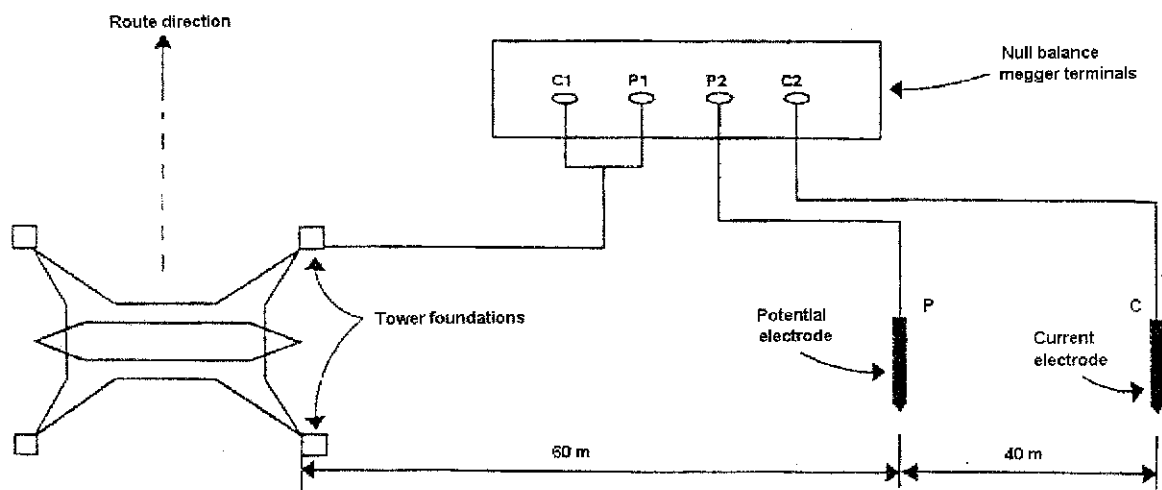 Route direction
C1 P1 P2 C2
Null balance
megger terminals
Tower foundations
Potential
electrode
P
C
Current
electrode
60 m
40 m